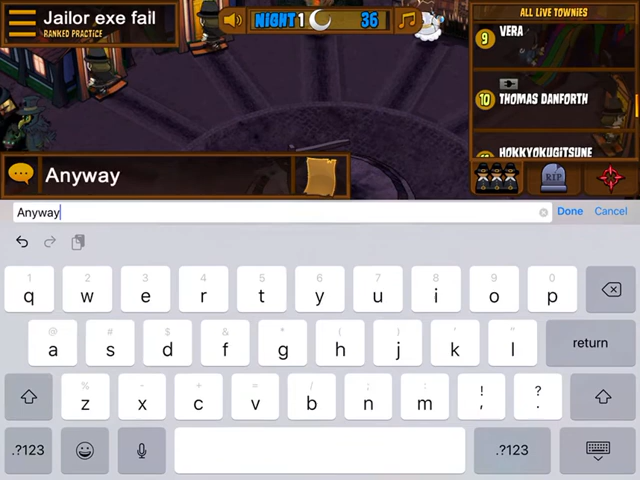 Jailor exe fail
RANKED PRACTICE
NIGHT 1 36
ALL LIVE TOWNIES
9 VERA
10 THOMAS DANFORTH
HOKKYOKUGITSUNE
Anyway
RIP
Anyway Done Cancel
1 2 3 4 5 6 7 8 9 0
q w e r t y u i o p
@ # $ & * ( ) ' "
a s d f g h j k l return
% - + = / ; : ! ?
z x c v b n m , .
.?123 .?123